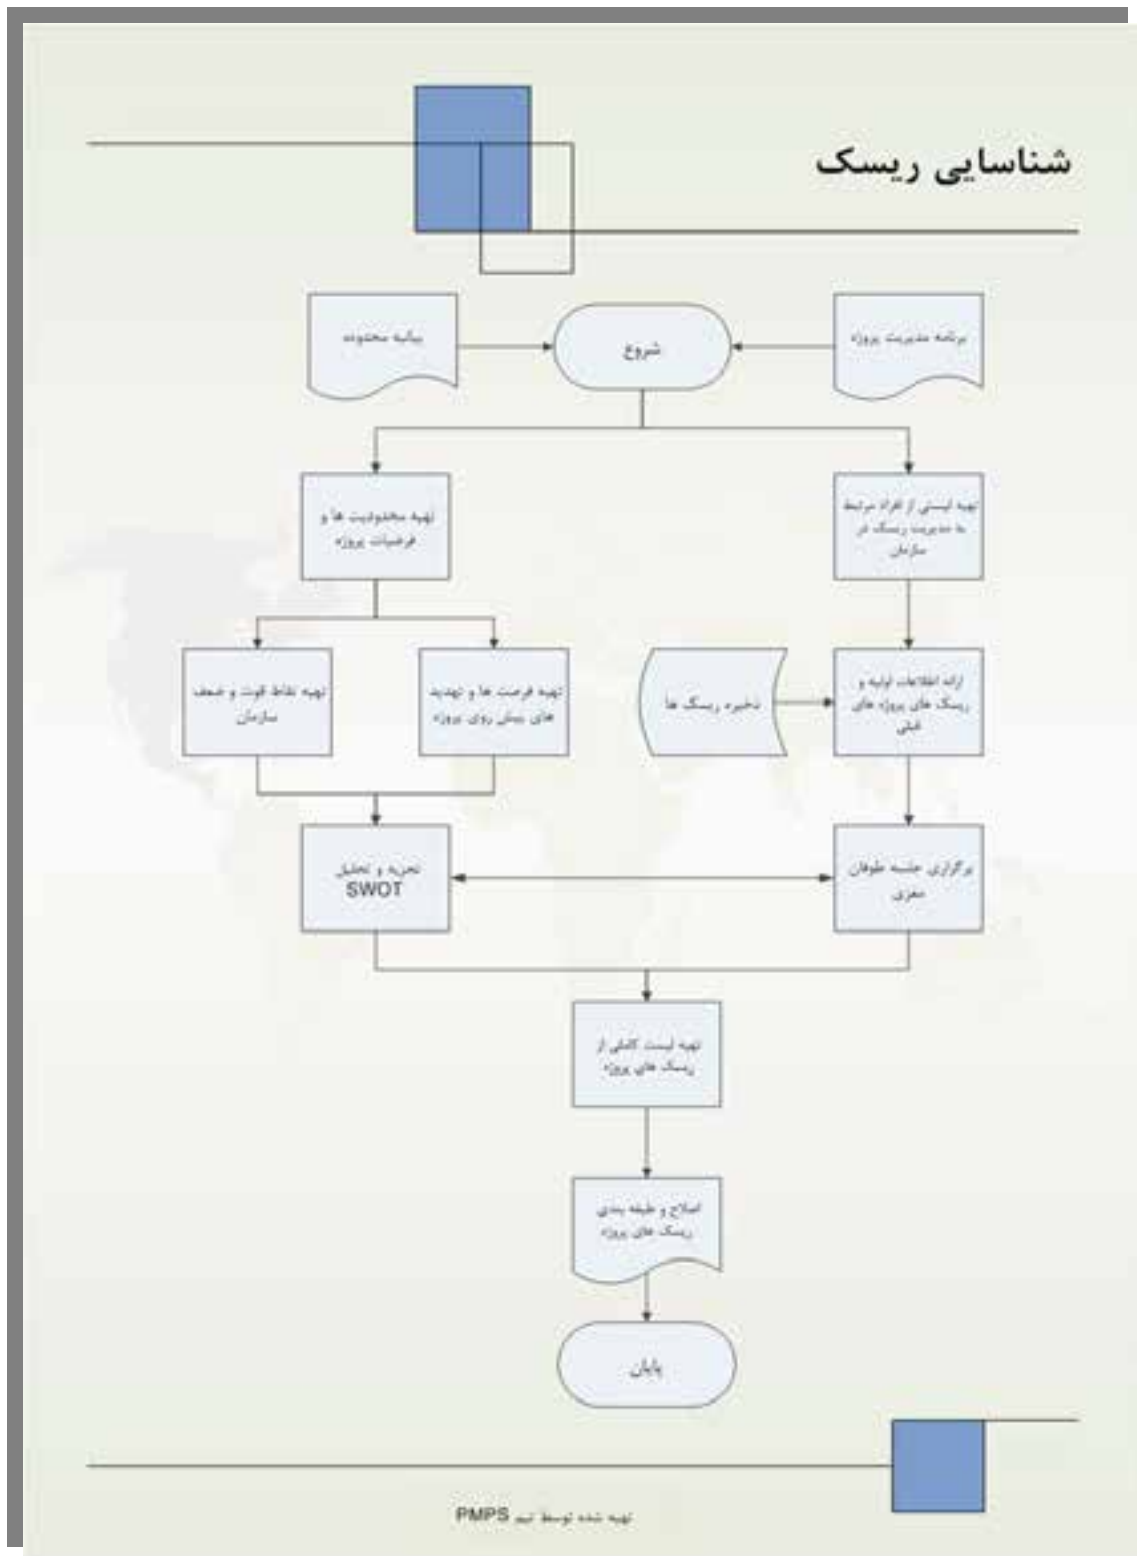 شناسایی ریسک
برنامه مدیریت پروژه
شروع
بیانیه محدوده
تهیه لیستی از افراد مرتبط
به مدیریت ریسک در
سازمان
تهیه محدودیت ها و
فرضیات پروژه
ارائه اطلاعات اولیه و
ریسک های پروژه های
قبلی
ذخیره ریسک ها
تهیه فرصت ها و تهدید
های پیش روی پروژه
تهیه نقاط قوت و ضعف
سازمان
برگزاری جلسه طوفان
مغزی
تجزیه و تحلیل
SWOT
تهیه لیست کاملی از
ریسک های پروژه
اصلاح و طبقه بندی
ریسک های پروژه
پایان
تهیه شده توسط تیم PMPS